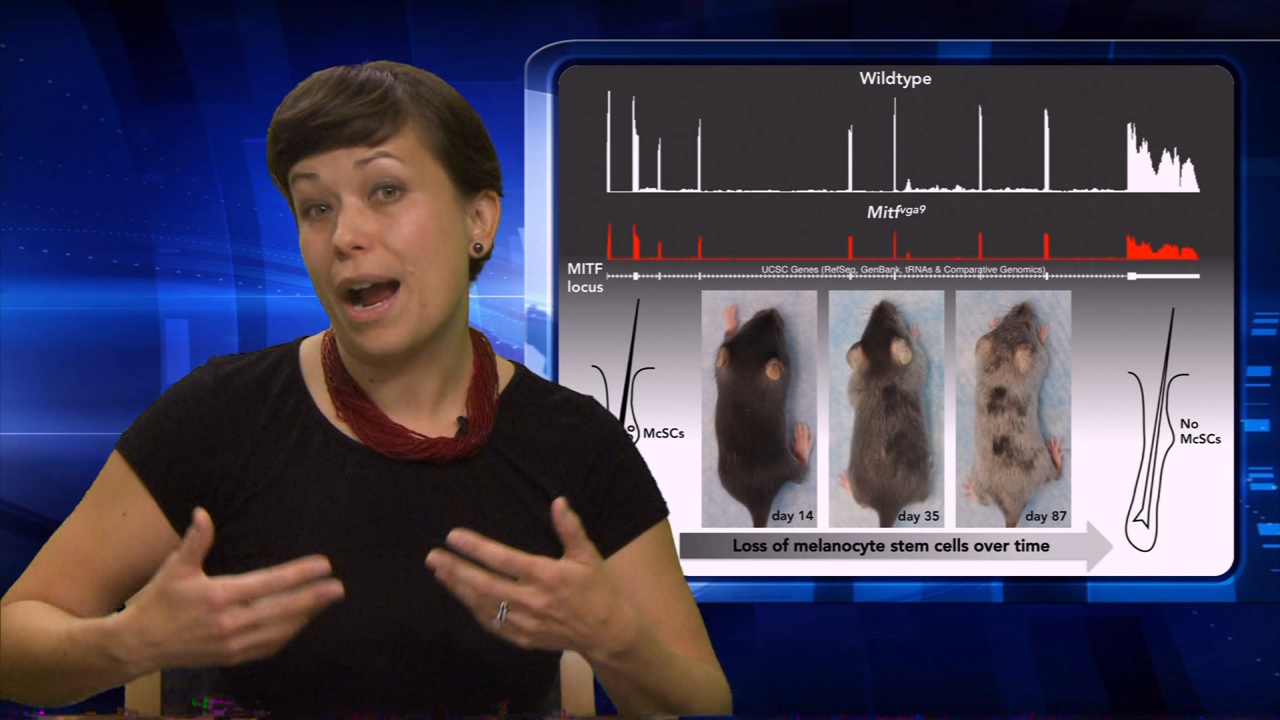 Wildtype
Mitfvga9
MITF
locus
UCSC Genes (RefSeq, GenBank, tRNAs & Comparative Genomics)
McSCs
No
McSCs
day 14
day 35
day 87
Loss of melanocyte stem cells over time